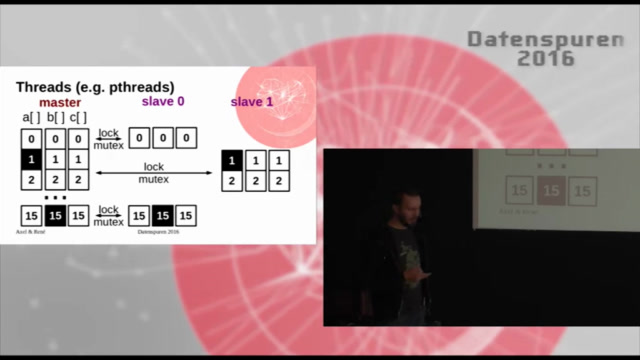 Datenspuren
2016
Threads (e.g. pthreads)
master slave 0 slave 1
a[ ] b[ ] c[ ]
0 0 0 lock mutex 0 0 0
1 1 1 lock mutex 1 1 1
2 2 2 2 2 2
...
15 15 15 lock mutex 15 15 15
Axel & René Datenspuren 2016
...
15 15 15
Axel & René